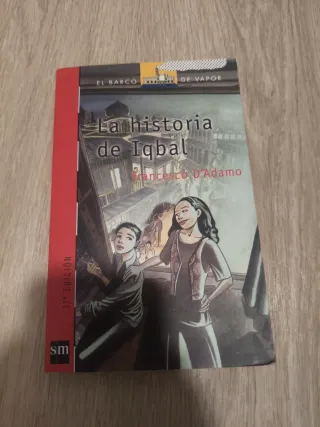 EL BARCO DE VAPOR
La historia
de Iqbal
Francesco D'Adamo
sm